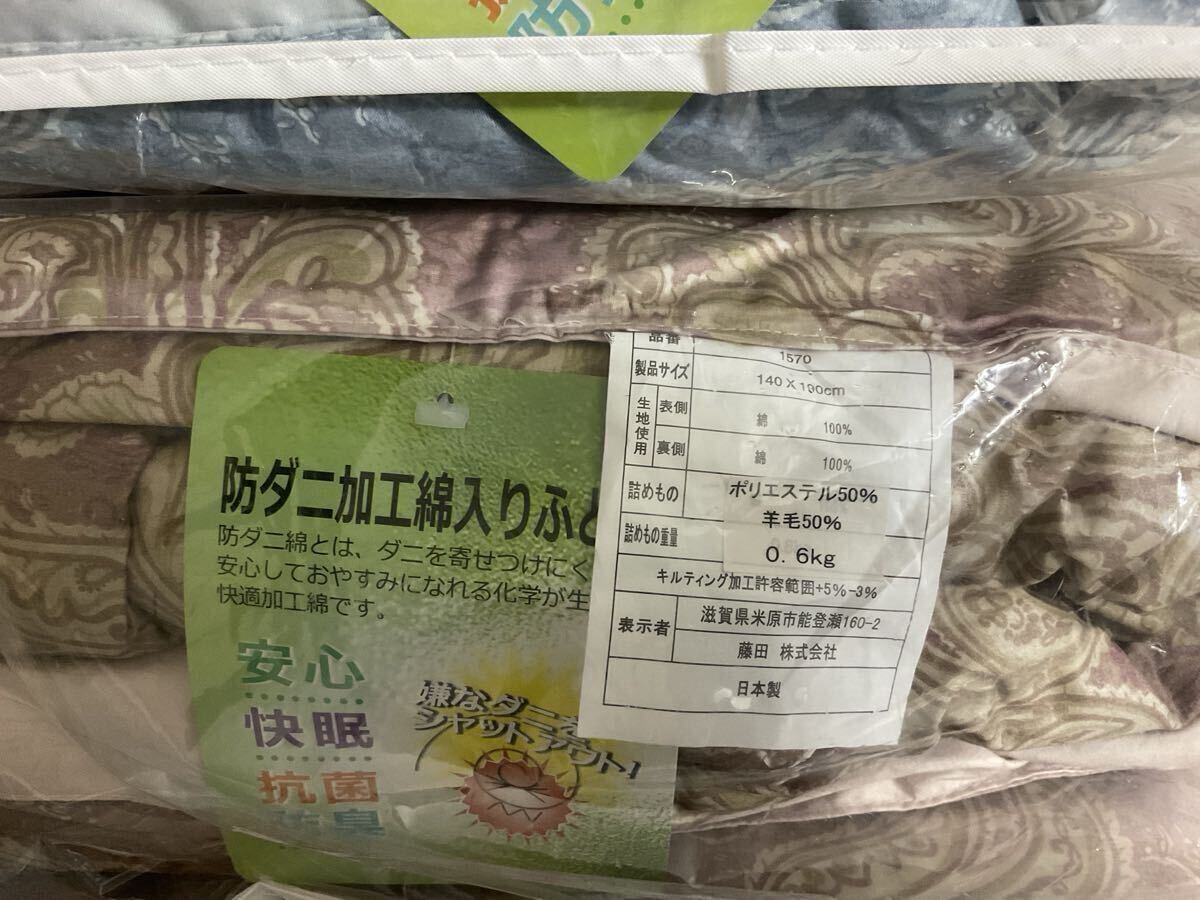 防
防ダニ加工綿入りふと
防ダニ綿とは、ダニを寄せつけにく
安心しておやすみになれる化学が生
快適加工綿です。
安心
快眠
抗菌
臭
嫌なダニを
シャットアウト!
品番 1570
製品サイズ 140×190cm
生地使用 表側 綿 100%
裏側 綿 100%
詰めもの ポリエステル50%
羊毛50%
詰めもの重量 0.6kg
キルティング加工許容範囲+5%-3%
表示者 滋賀県米原市能登瀬160-2
藤田 株式会社
日本製